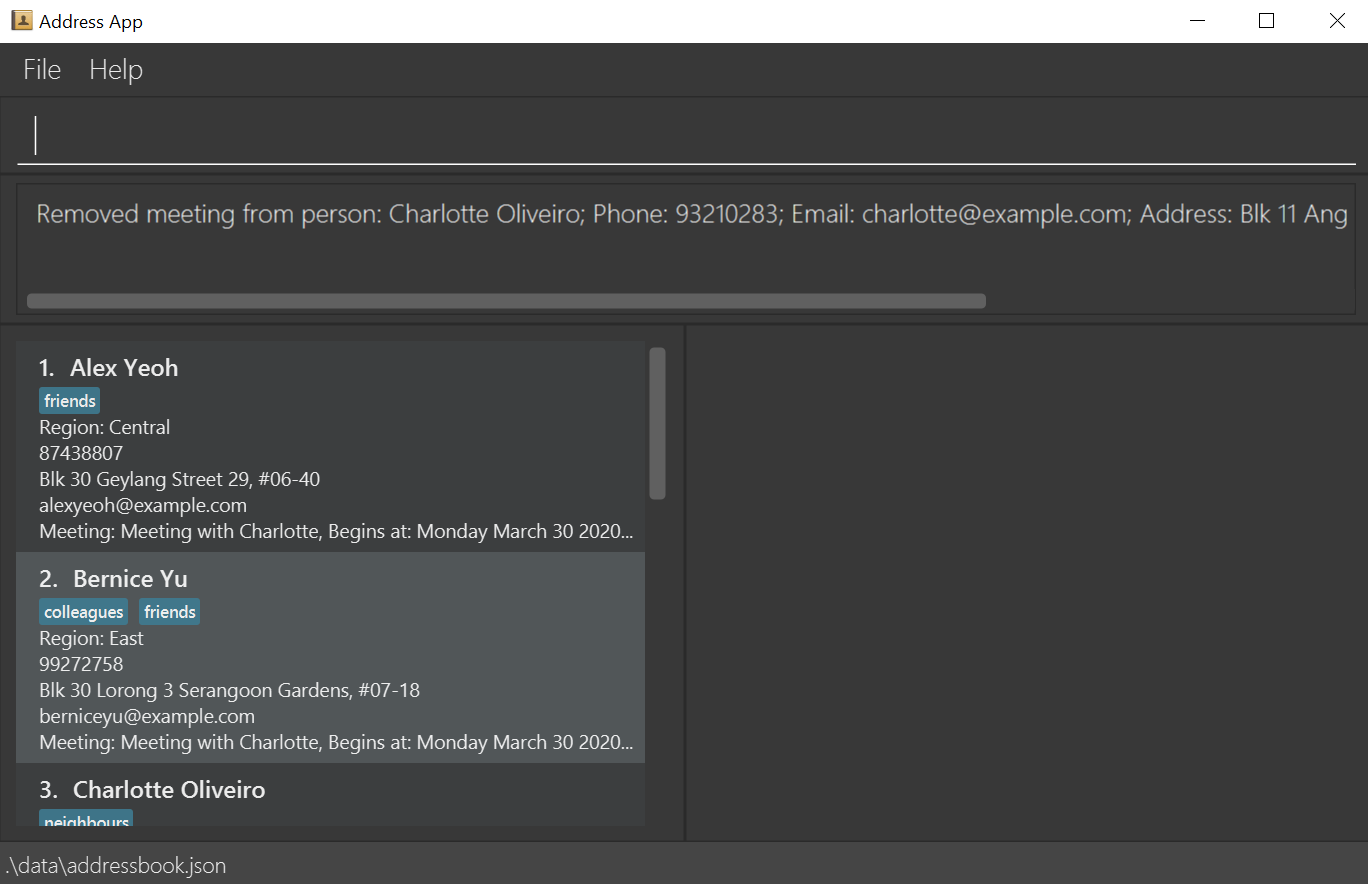 Address App
File Help
Removed meeting from person: Charlotte Oliveiro; Phone: 93210283; Email: charlotte@example.com; Address: Blk 11 Ang
1. Alex Yeoh
friends
Region: Central
87438807
Blk 30 Geylang Street 29, #06-40
alexyeoh@example.com
Meeting: Meeting with Charlotte, Begins at: Monday March 30 2020...
2. Bernice Yu
colleagues friends
Region: East
99272758
Blk 30 Lorong 3 Serangoon Gardens, #07-18
berniceyu@example.com
Meeting: Meeting with Charlotte, Begins at: Monday March 30 2020...
3. Charlotte Oliveiro
neighbours
.\data\addressbook.json